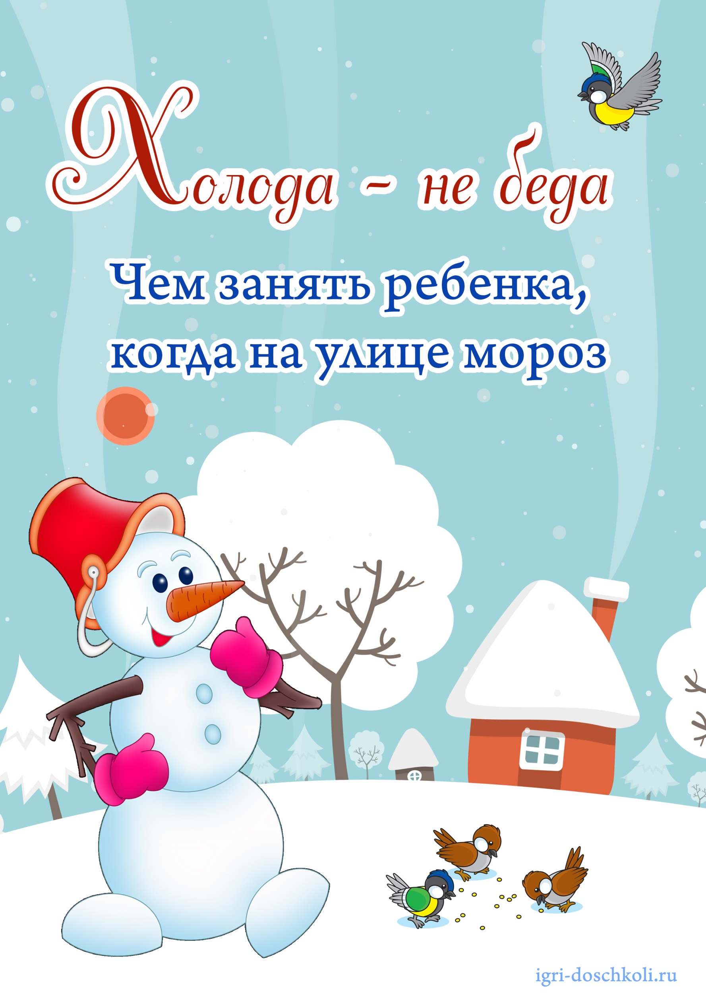 Холода – не беда
Чем занять ребенка,
когда на улице мороз
igri-doschkoli.ru